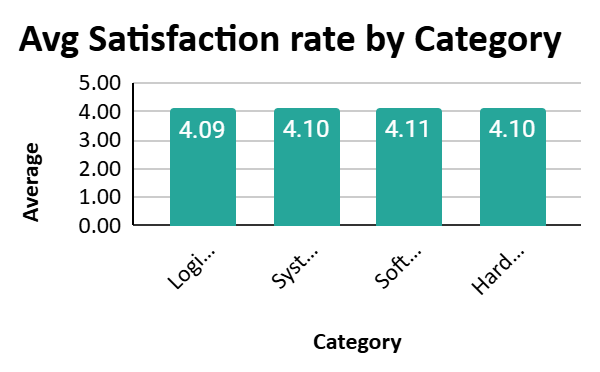 Avg Satisfaction rate by Category
5.00
4.00
3.00
2.00
1.00
0.00
Average
4.09
4.10
4.11
4.10
Logi...
Syst...
Soft...
Hard...
Category